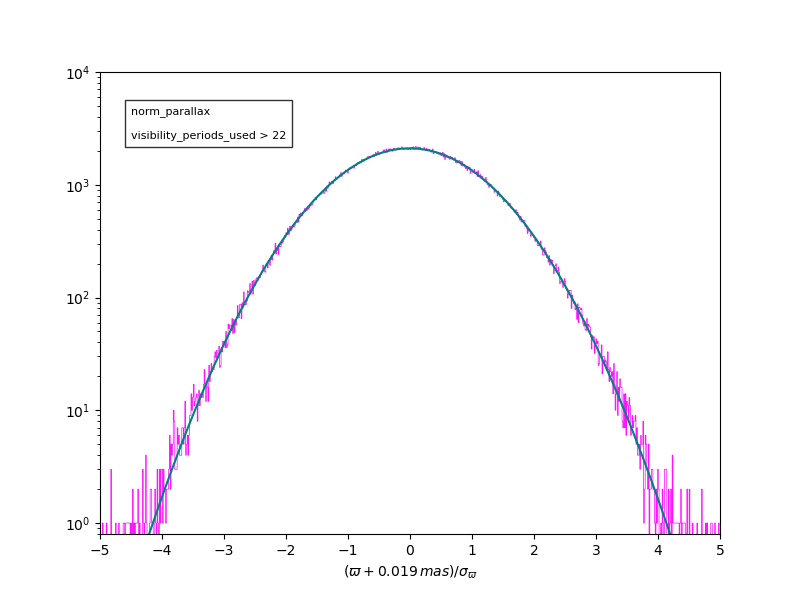 10⁴
norm_parallax
visibility_periods_used > 22
10³
10²
10¹
10⁰
−5 −4 −3 −2 −1 0 1 2 3 4 5
(ϖ + 0.019 mas)/σ_ϖ